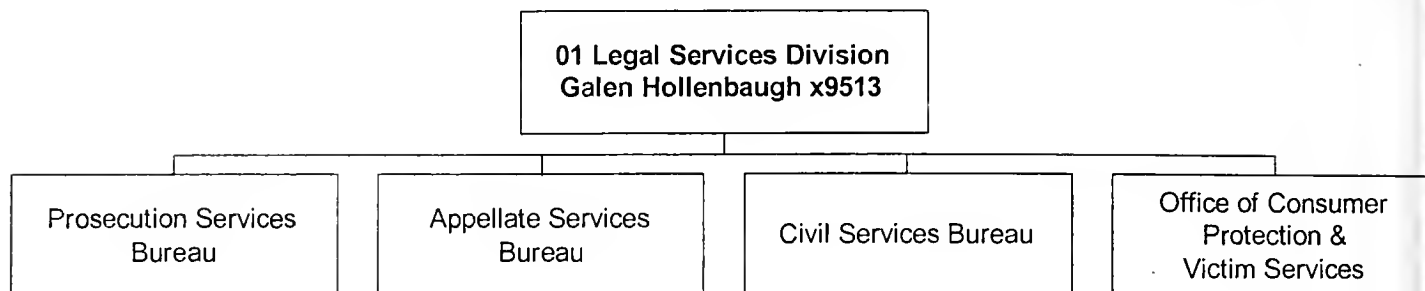 01 Legal Services Division
Galen Hollenbaugh x9513
Prosecution Services
Bureau
Appellate Services
Bureau
Civil Services Bureau
Office of Consumer
Protection &
Victim Services